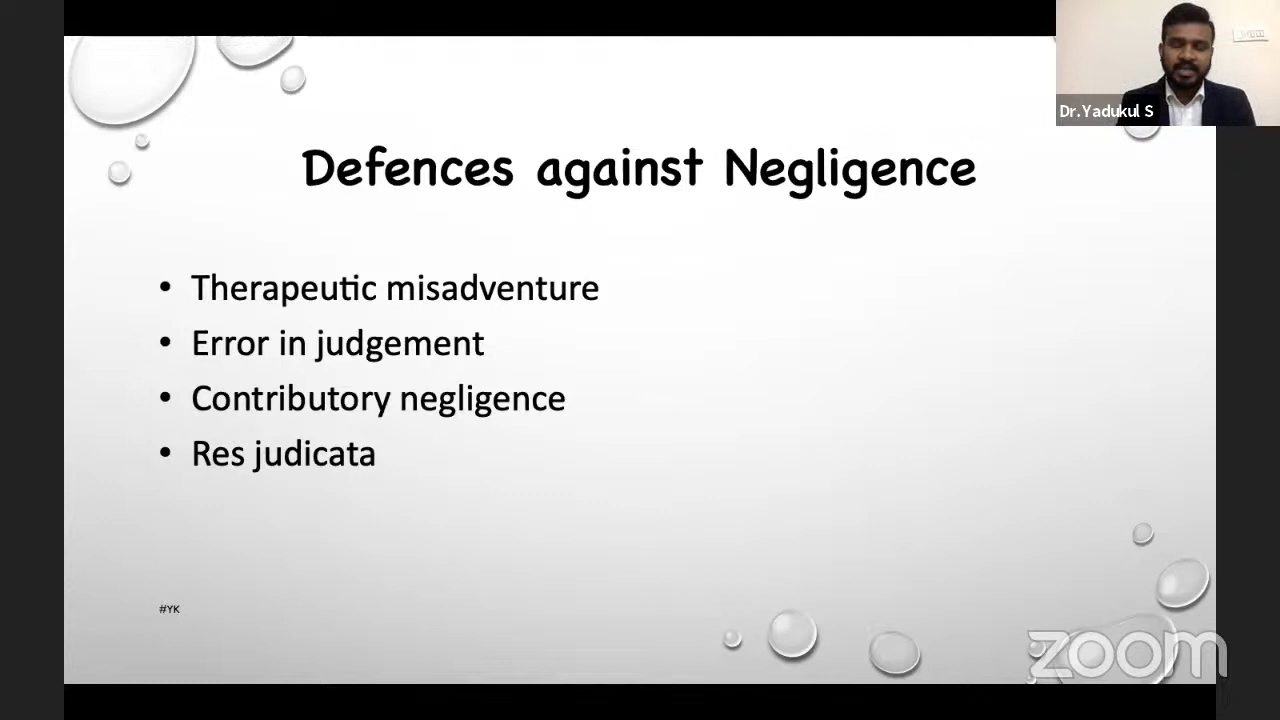 Dr.Yadukul S
Defences against Negligence
• Therapeutic misadventure
• Error in judgement
• Contributory negligence
• Res judicata
#YK
zoom